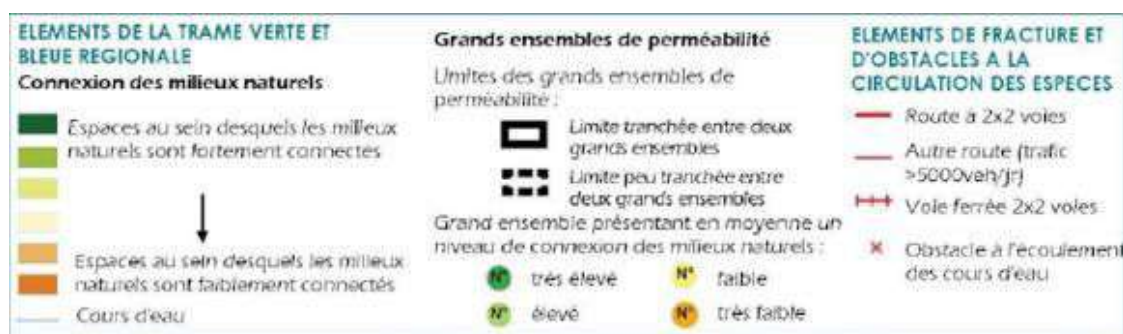 ELEMENTS DE LA TRAME VERTE ET
BLEUE REGIONALE
Connexion des milieux naturels
Espaces au sein desquels les milieux
naturels sont fortement connectés
Espaces au sein desquels les milieux
naturels sont faiblement connectés
Cours d'eau
Grands ensembles de perméabilité
Limites des grands ensembles de
perméabilité :
Limite tranchée entre deux
grands ensembles
Limite peu tranchée entre
deux grands ensembles
Grand ensemble présentant en moyenne un
niveau de connexion des milieux naturels :
N° très élevé
N° faible
N° élevé
N° très faible
ELEMENTS DE FRACTURE ET
D'OBSTACLES A LA
CIRCULATION DES ESPECES
Route à 2x2 voies
Autre route (trafic
>5000veh/jr)
Voie ferrée 2x2 voies
Obstacle à l'écoulement
des cours d'eau